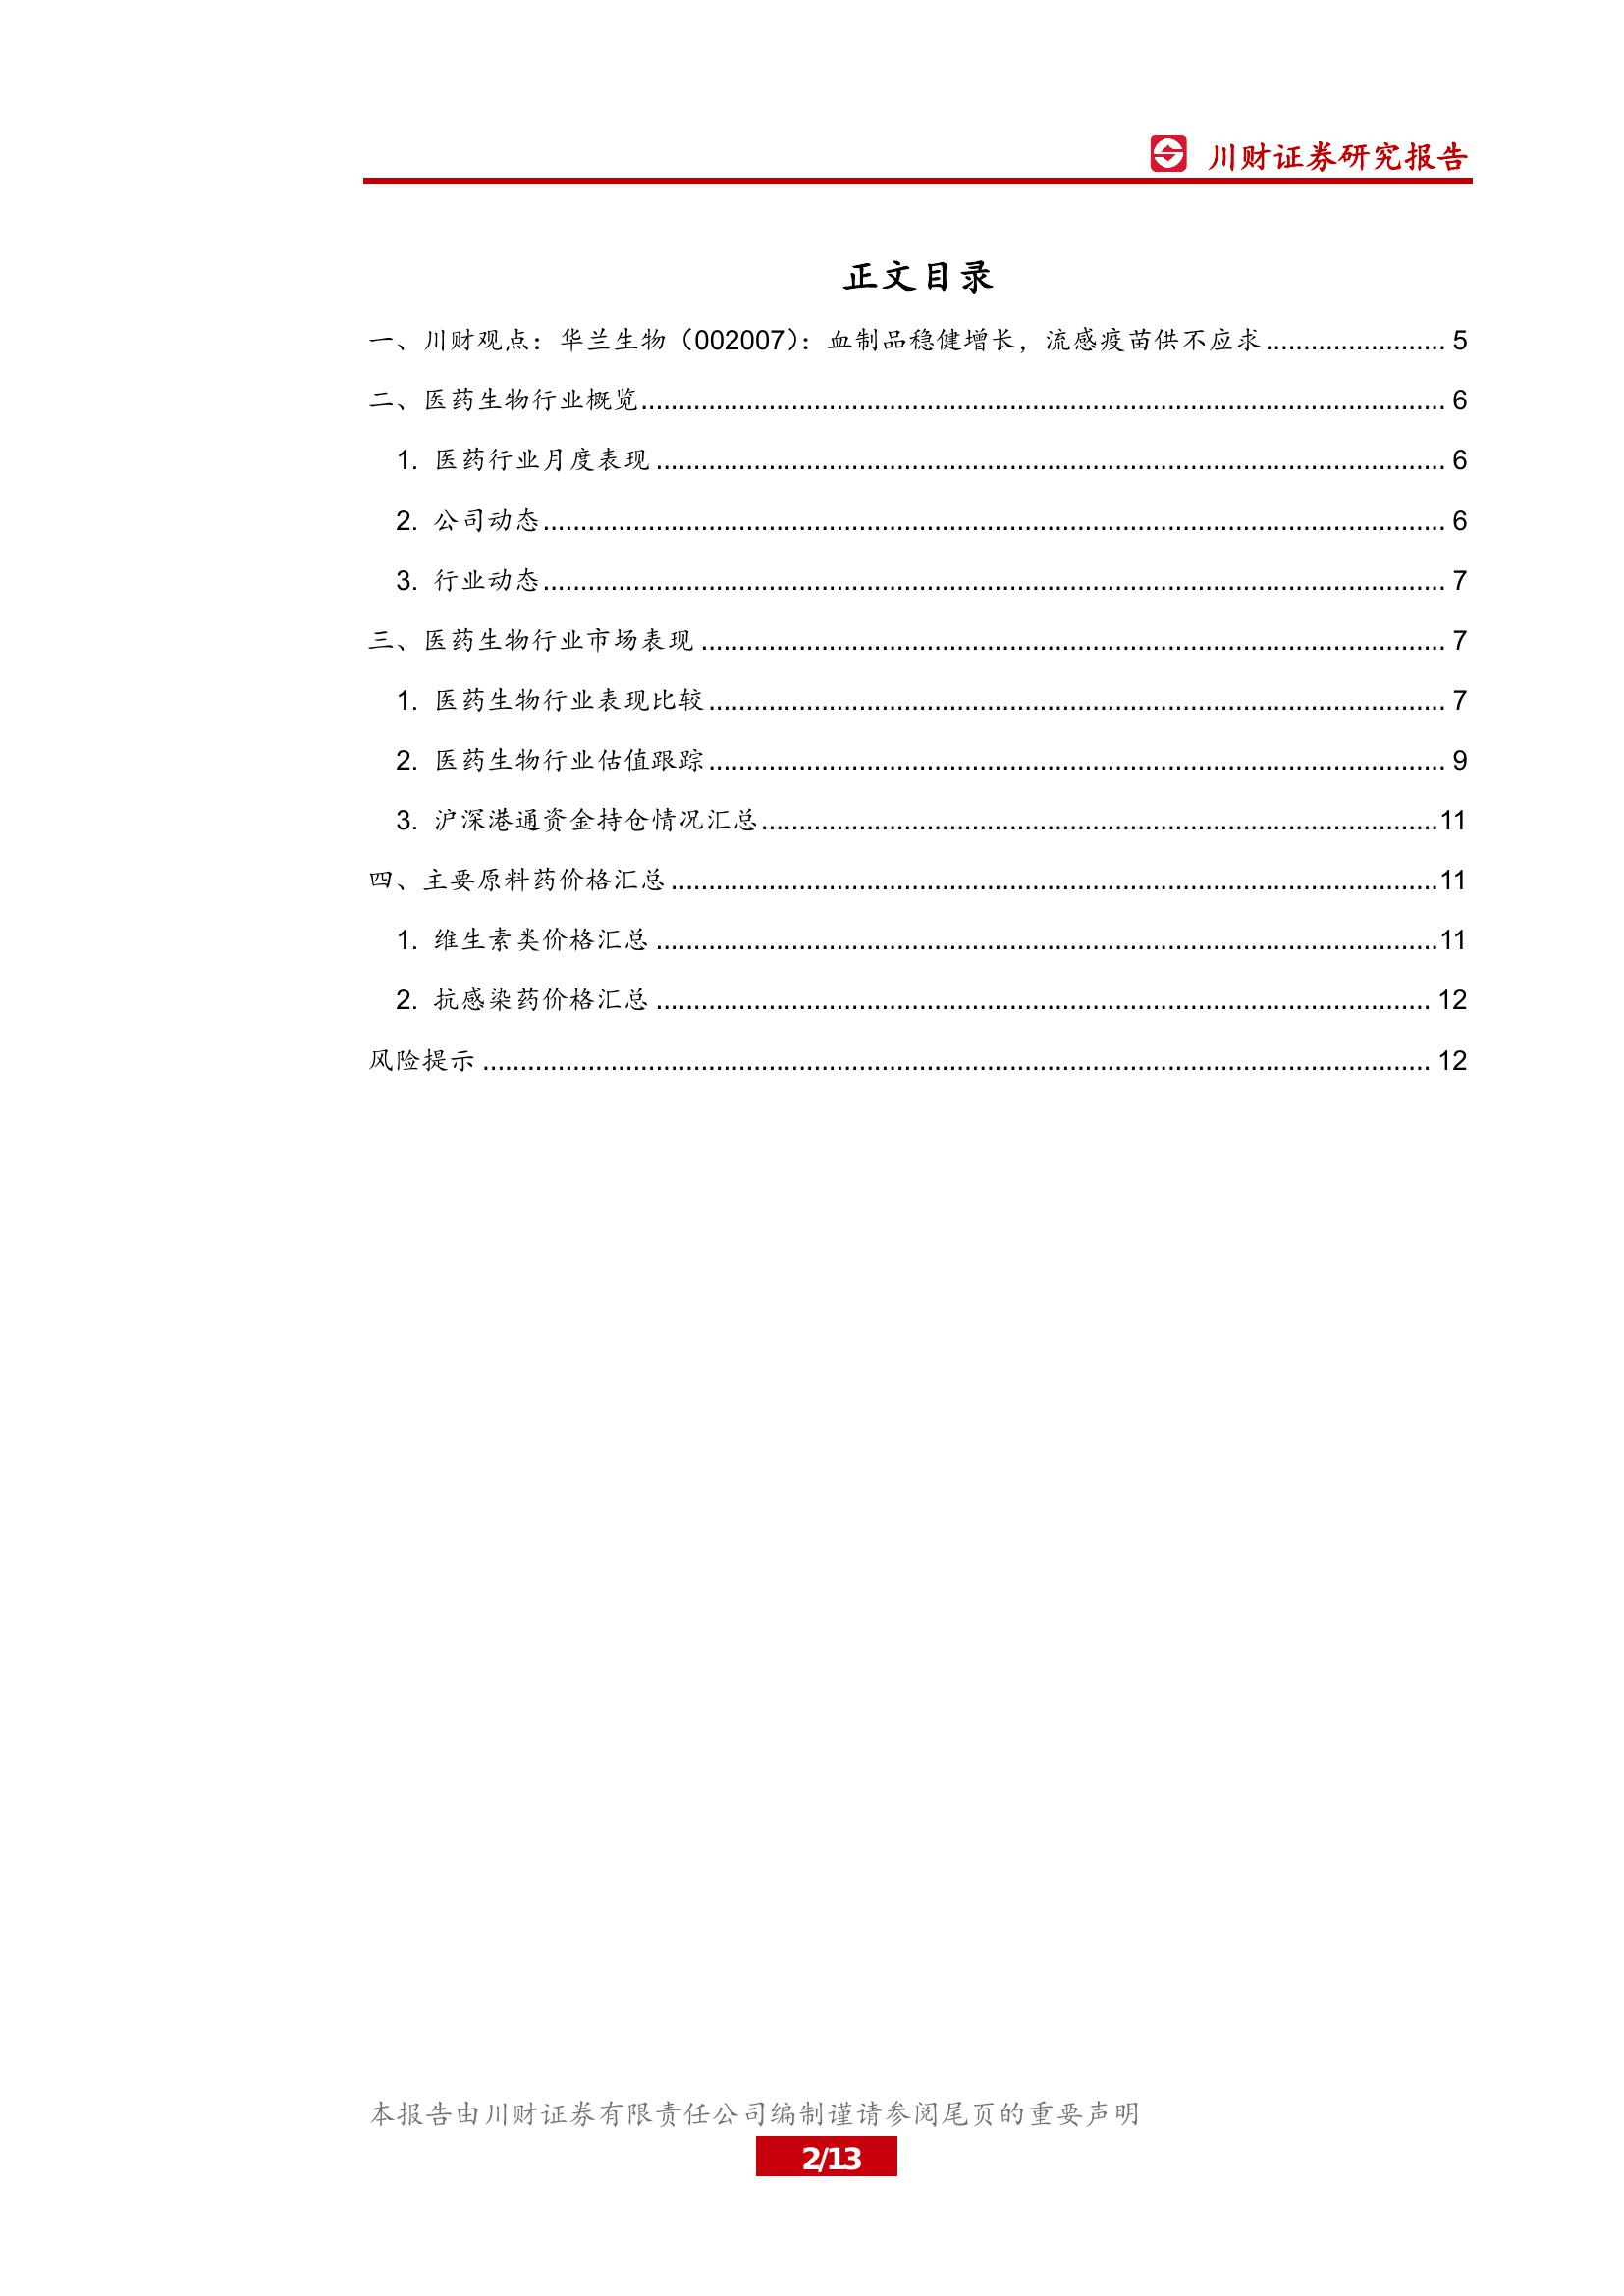 川财证券研究报告
正文目录
一、川财观点：华兰生物（002007）：血制品稳健增长，流感疫苗供不应求........................ 5
二、医药生物行业概览............................................................................................................ 6
1. 医药行业月度表现......................................................................................................... 6
2. 公司动态........................................................................................................................ 6
3. 行业动态........................................................................................................................ 7
三、医药生物行业市场表现................................................................................................... 7
1. 医药生物行业表现比较.................................................................................................. 7
2. 医药生物行业估值跟踪.................................................................................................. 9
3. 沪深港通资金持仓情况汇总..........................................................................................11
四、主要原料药价格汇总......................................................................................................11
1. 维生素类价格汇总........................................................................................................11
2. 抗感染药价格汇总....................................................................................................... 12
风险提示.............................................................................................................................. 12
本报告由川财证券有限责任公司编制谨请参阅尾页的重要声明
2/13